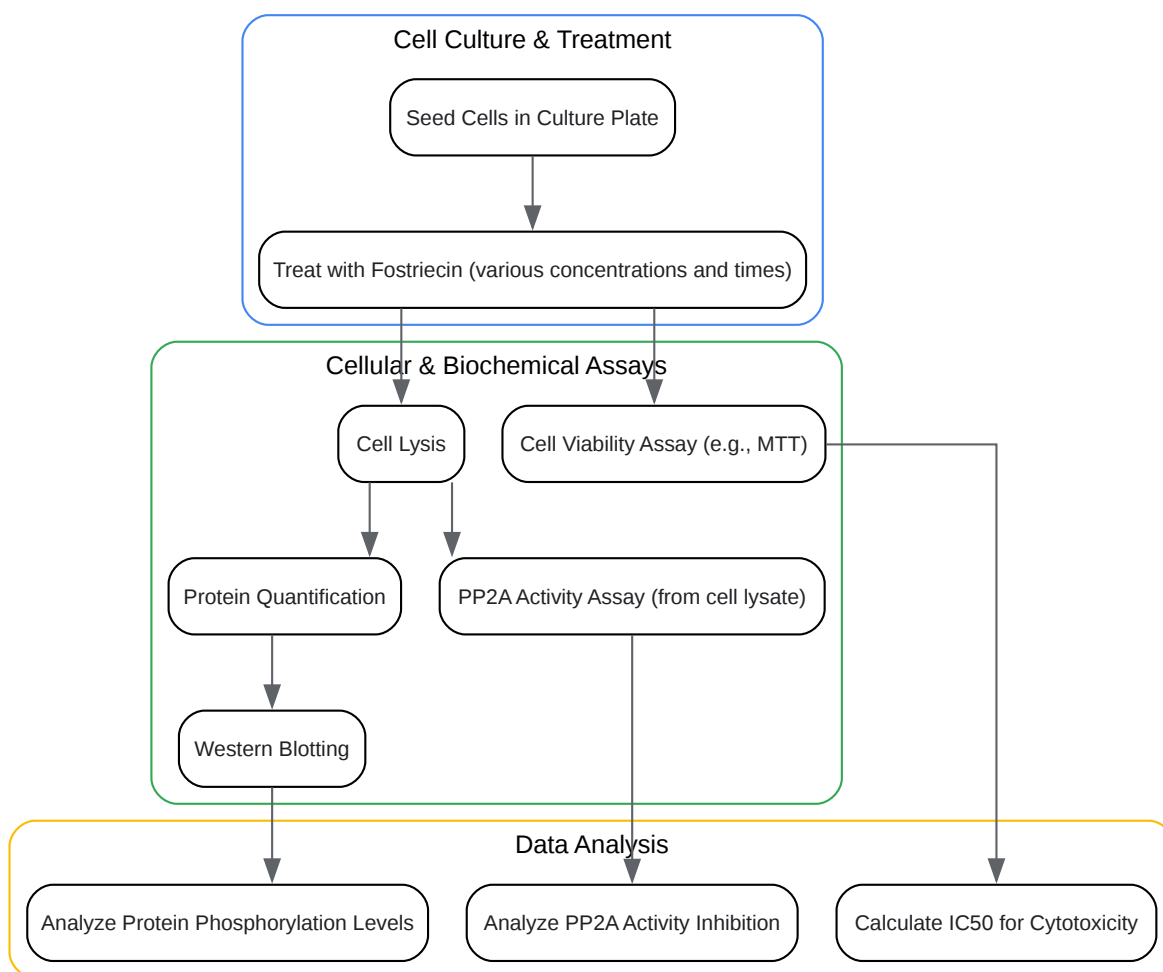 Cell Culture & Treatment
Seed Cells in Culture Plate
Treat with Fostriecin (various concentrations and times)
Cellular & Biochemical Assays
Cell Lysis
Cell Viability Assay (e.g., MTT)
Protein Quantification
PP2A Activity Assay (from cell lysate)
Western Blotting
Data Analysis
Analyze Protein Phosphorylation Levels
Analyze PP2A Activity Inhibition
Calculate IC50 for Cytotoxicity